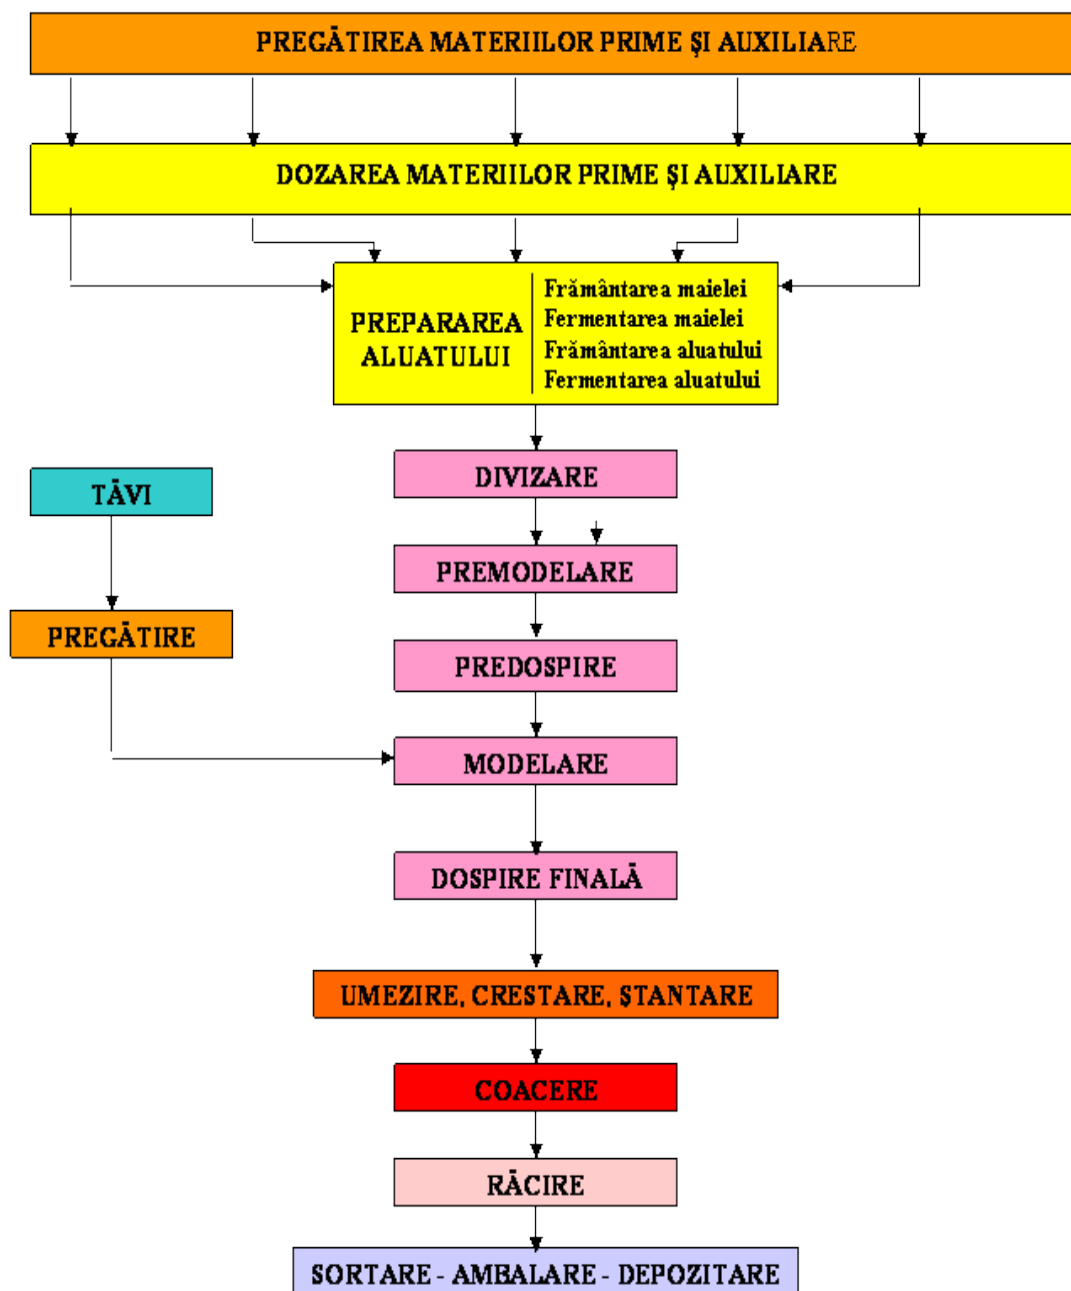 PREGĂTIREA MATERIILOR PRIME ŞI AUXILIARE
DOZAREA MATERIILOR PRIME ŞI AUXILIARE
PREPARAREA
ALUATULUI
Frământarea maielei
Fermentarea maielei
Frământarea aluatului
Fermentarea aluatului
DIVIZARE
TĂVI
PREMODELARE
PREGĂTIRE
PREDOSPIRE
MODELARE
DOSPIRE FINALĂ
UMEZIRE, CRESTARE, ŞTANTARE
COACERE
RĂCIRE
SORTARE - AMBALARE - DEPOZITARE